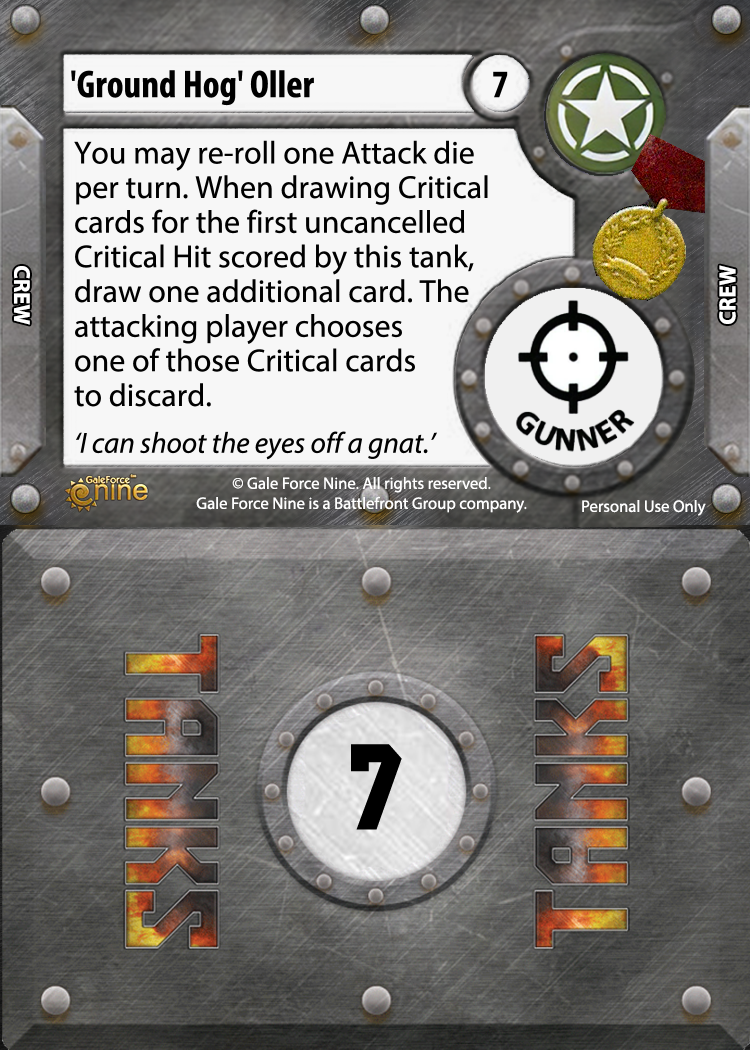 'Ground Hog' Oller
7
You may re-roll one Attack die
per turn. When drawing Critical
cards for the first uncancelled
Critical Hit scored by this tank,
draw one additional card. The
attacking player chooses
one of those Critical cards
to discard.
‘I can shoot the eyes off a gnat.’
CREW
CREW
GUNNER
GaleForce™
nine
© Gale Force Nine. All rights reserved.
Gale Force Nine is a Battlefront Group company.
Personal Use Only
TANKS
7
TANKS